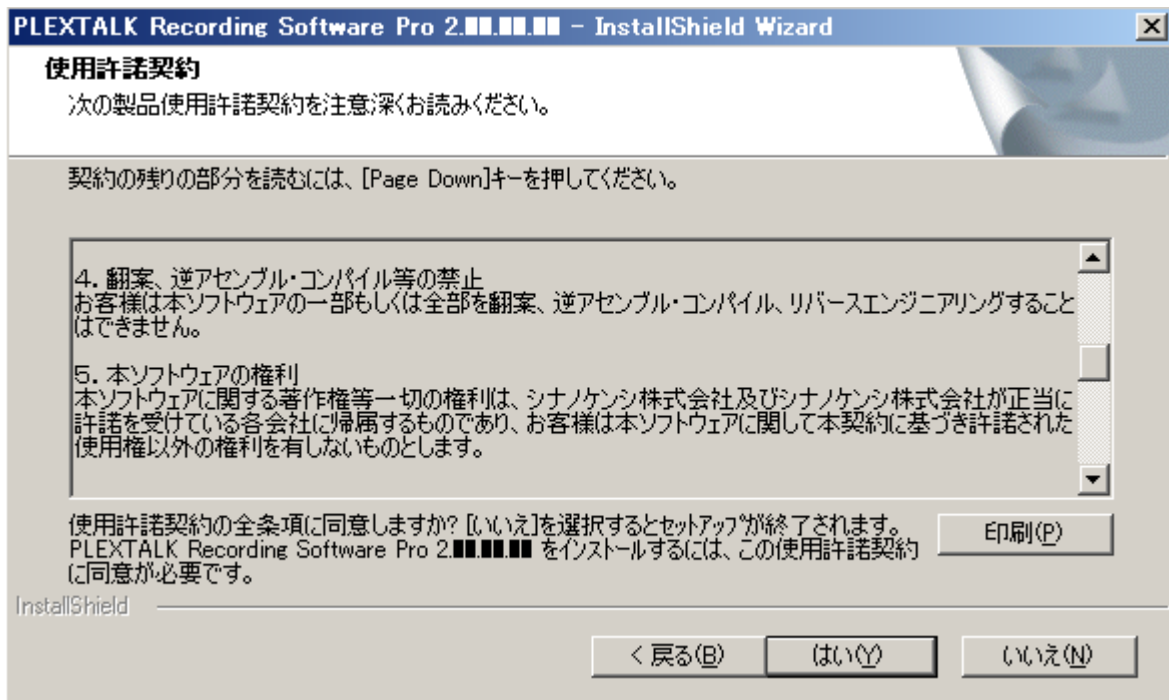 PLEXTALK Recording Software Pro 2.■■.■■.■■ - InstallShield Wizard
使用許諾契約
次の製品使用許諾契約を注意深くお読みください。
契約の残りの部分を読むには、[Page Down]キーを押してください。
4. 翻案、逆アセンブル・コンパイル等の禁止
お客様は本ソフトウェアの一部もしくは全部を翻案、逆アセンブル・コンパイル、リバースエンジニアリングすること
はできません。
5. 本ソフトウェアの権利
本ソフトウェアに関する著作権等一切の権利は、シナノケンシ株式会社及びシナノケンシ株式会社が正当に
許諾を受けている各会社に帰属するものであり、お客様は本ソフトウェアに関して本契約に基づき許諾された
使用権以外の権利を有しないものとします。
使用許諾契約の全条項に同意しますか? [いいえ]を選択するとセットアップが終了されます。
PLEXTALK Recording Software Pro 2.■■.■■.■■ をインストールするには、この使用許諾契約
に同意が必要です。
印刷(P)
InstallShield
< 戻る(B)
はい(Y)
いいえ(N)